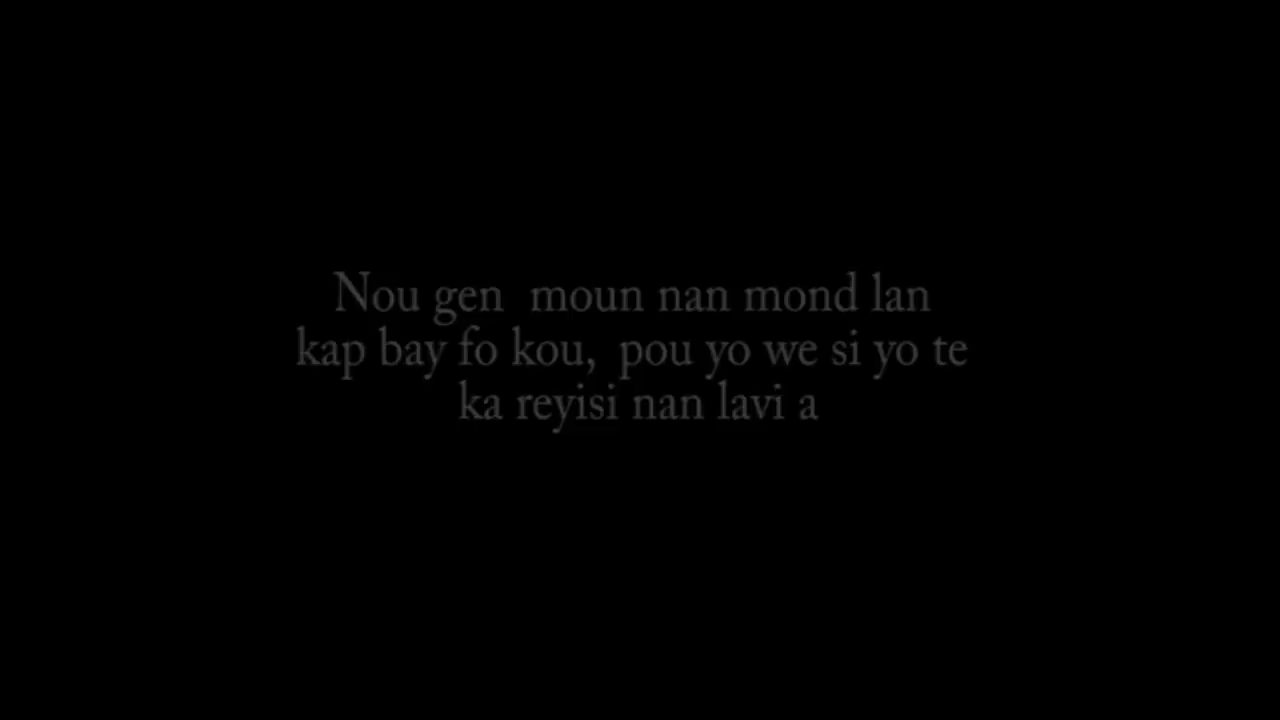 Nou gen  moun nan mond lan
kap bay fo kou,  pou yo we si yo te
ka reyisi nan lavi a